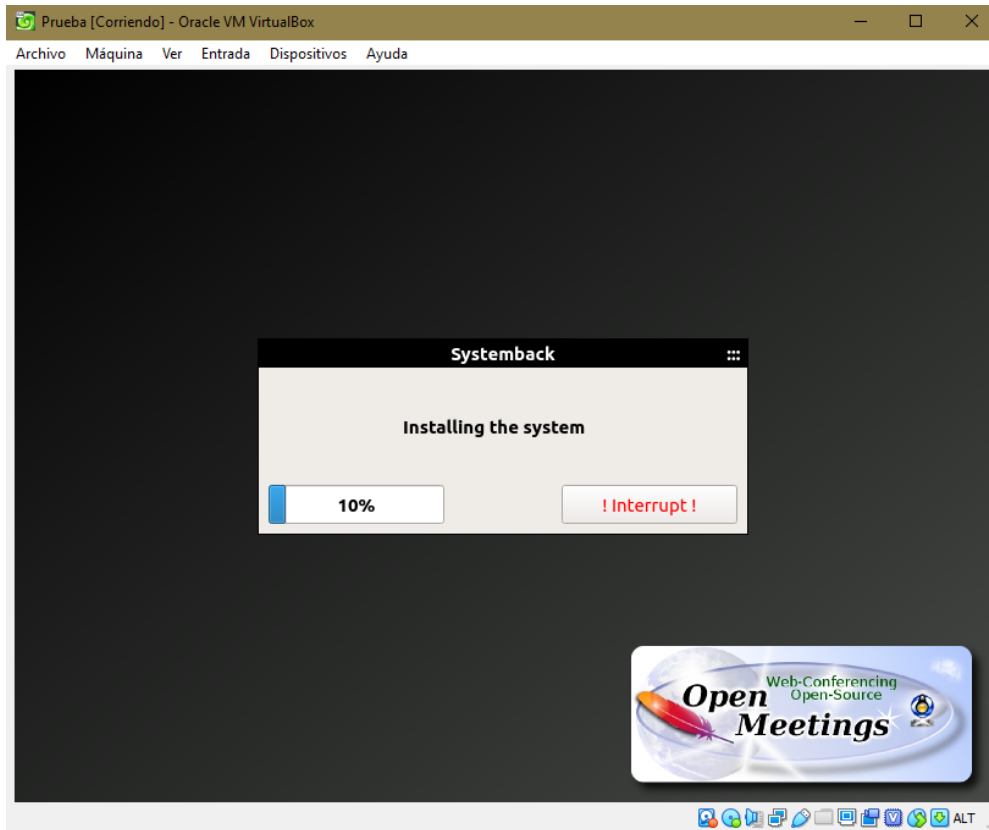 Prueba [Corriendo] - Oracle VM VirtualBox
Archivo Máquina Ver Entrada Dispositivos Ayuda
Systemback
Installing the system
10% ! Interrupt !
Web-Conferencing
Open Open-Source
Meetings
ALT